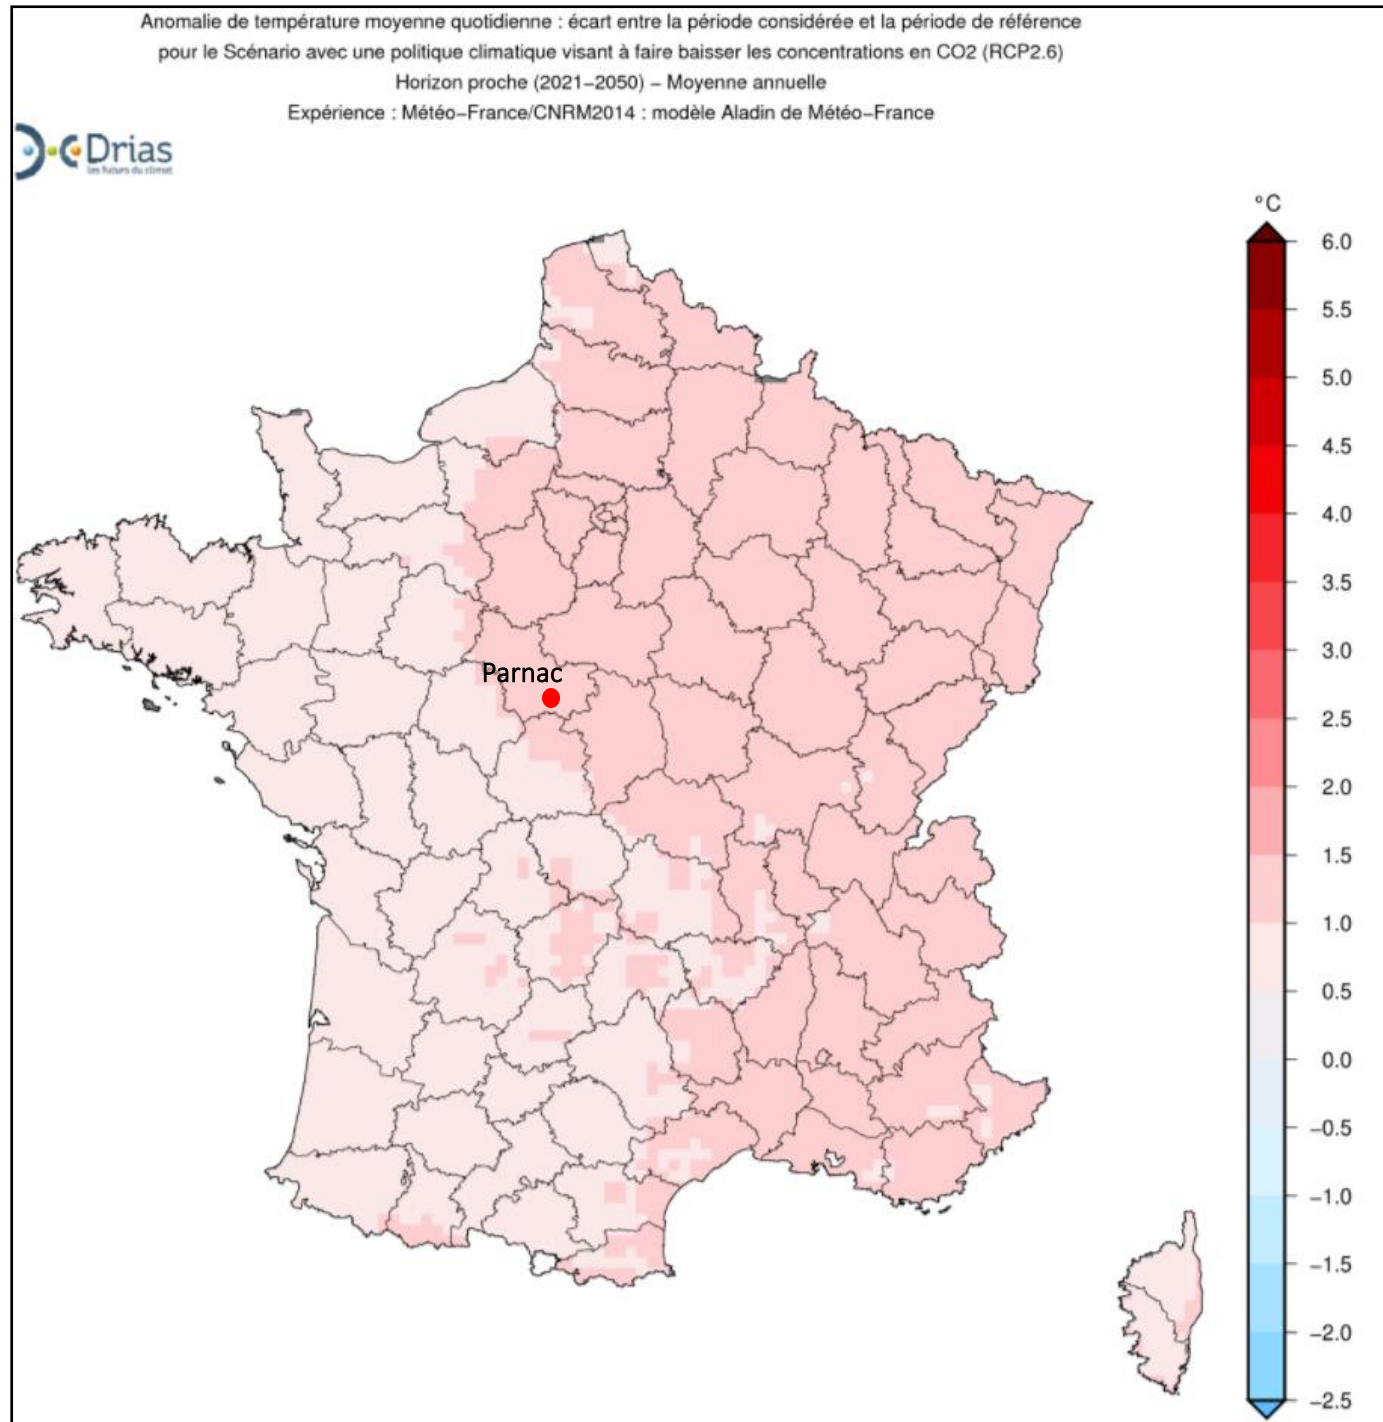 Anomalie de température moyenne quotidienne : écart entre la période considérée et la période de référence
pour le Scénario avec une politique climatique visant à faire baisser les concentrations en CO2 (RCP2.6)
Horizon proche (2021−2050) − Moyenne annuelle
Expérience : Météo−France/CNRM2014 : modèle Aladin de Météo−France
Drias
les futurs du climat
°C
6.0
5.5
5.0
4.5
4.0
3.5
3.0
2.5
2.0
1.5
1.0
0.5
0.0
−0.5
−1.0
−1.5
−2.0
−2.5
Parnac